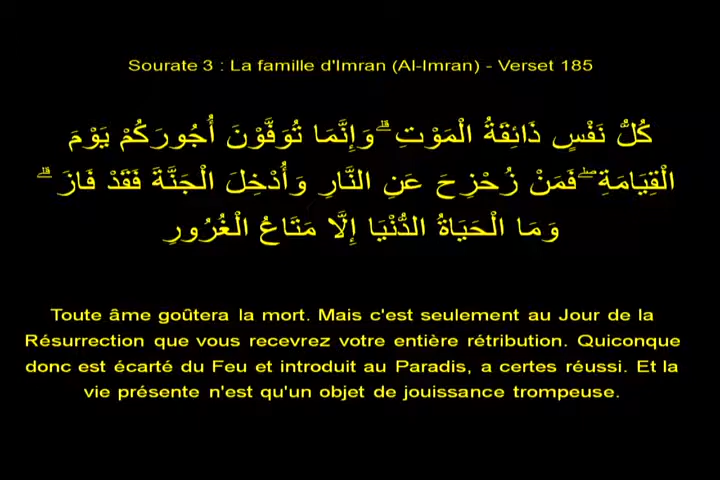 Sourate 3 : La famille d'Imran (Al-Imran) - Verset 185
كُلُّ نَفْسٍ ذَائِقَةُ الْمَوْتِ ۗ وَإِنَّمَا تُوَفَّوْنَ أُجُورَكُمْ يَوْمَ
الْقِيَامَةِ ۖ فَمَنْ زُحْزِحَ عَنِ النَّارِ وَأُدْخِلَ الْجَنَّةَ فَقَدْ فَازَ ۗ
وَمَا الْحَيَاةُ الدُّنْيَا إِلَّا مَتَاعُ الْغُرُورِ
Toute âme goûtera la mort. Mais c'est seulement au Jour de la
Résurrection que vous recevrez votre entière rétribution. Quiconque
donc est écarté du Feu et introduit au Paradis, a certes réussi. Et la
vie présente n'est qu'un objet de jouissance trompeuse.